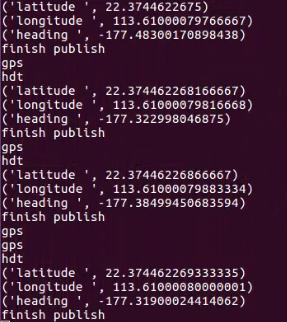 ('latitude ', 22.3744622675)
('longitude ', 113.61000079766667)
('heading ', -177.48300170898438)
finish publish
gps
hdt
('latitude ', 22.374462268166667)
('longitude ', 113.61000079816668)
('heading ', -177.322998046875)
finish publish
gps
hdt
('latitude ', 22.37446226866667)
('longitude ', 113.61000079883334)
('heading ', -177.38499450683594)
finish publish
gps
gps
hdt
('latitude ', 22.374462269333335)
('longitude ', 113.61000080000001)
('heading ', -177.31900024414062)
finish publish